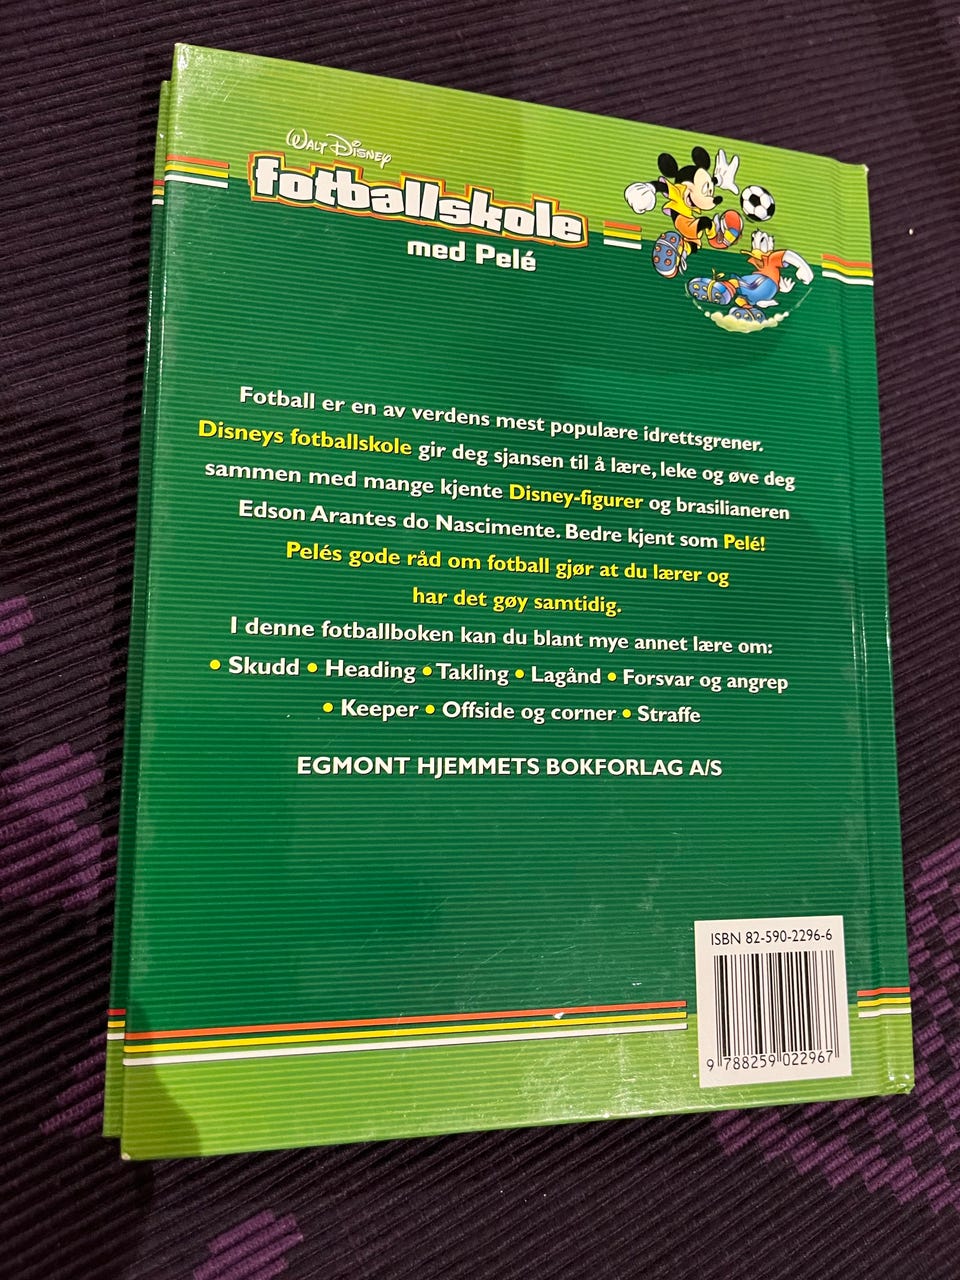 WALT DISNEY
fotballskole
med Pelé
Fotball er en av verdens mest populære idrettsgrener.
Disneys fotballskole gir deg sjansen til å lære, leke og øve deg
sammen med mange kjente Disney-figurer og brasilianeren
Edson Arantes do Nascimente. Bedre kjent som Pelé!
Pelés gode råd om fotball gjør at du lærer og
har det gøy samtidig.
I denne fotballboken kan du blant mye annet lære om:
• Skudd • Heading • Takling • Lagånd • Forsvar og angrep
• Keeper • Offside og corner • Straffe
EGMONT HJEMMETS BOKFORLAG A/S
ISBN 82-590-2296-6
9 788259 022967